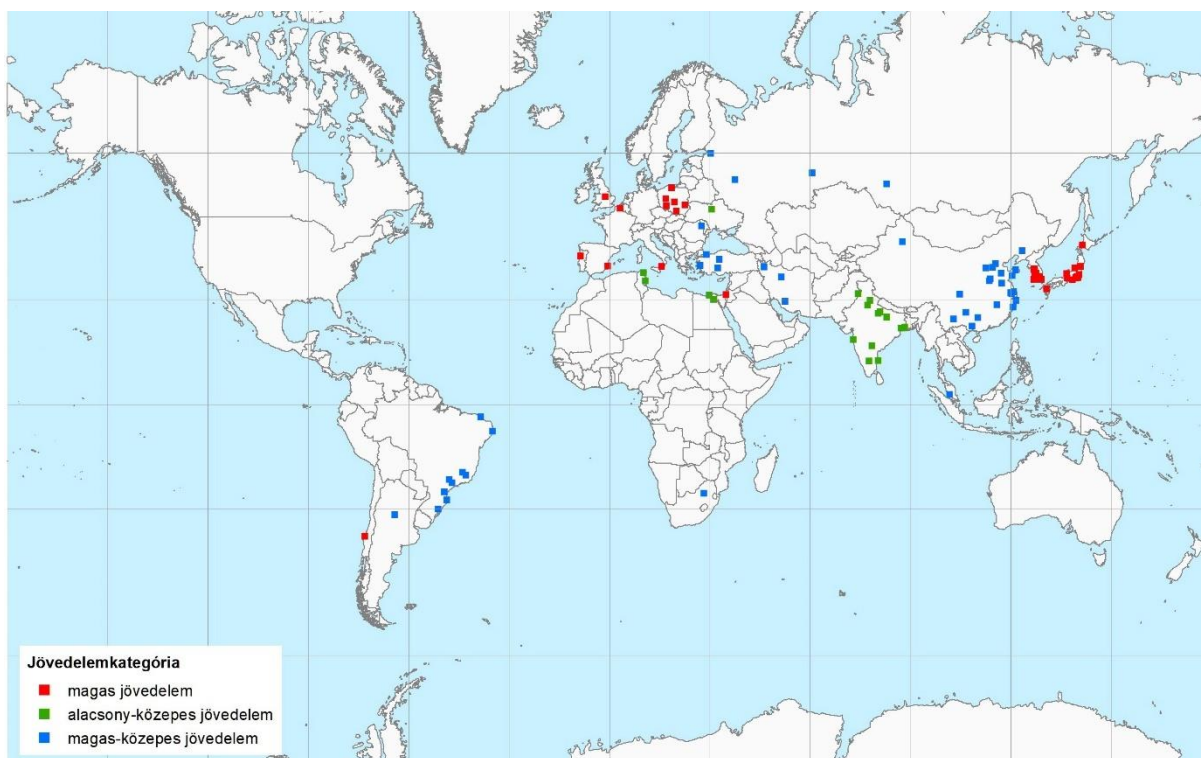 Jövedelemkategória
magas jövedelem
alacsony-közepes jövedelem
magas-közepes jövedelem